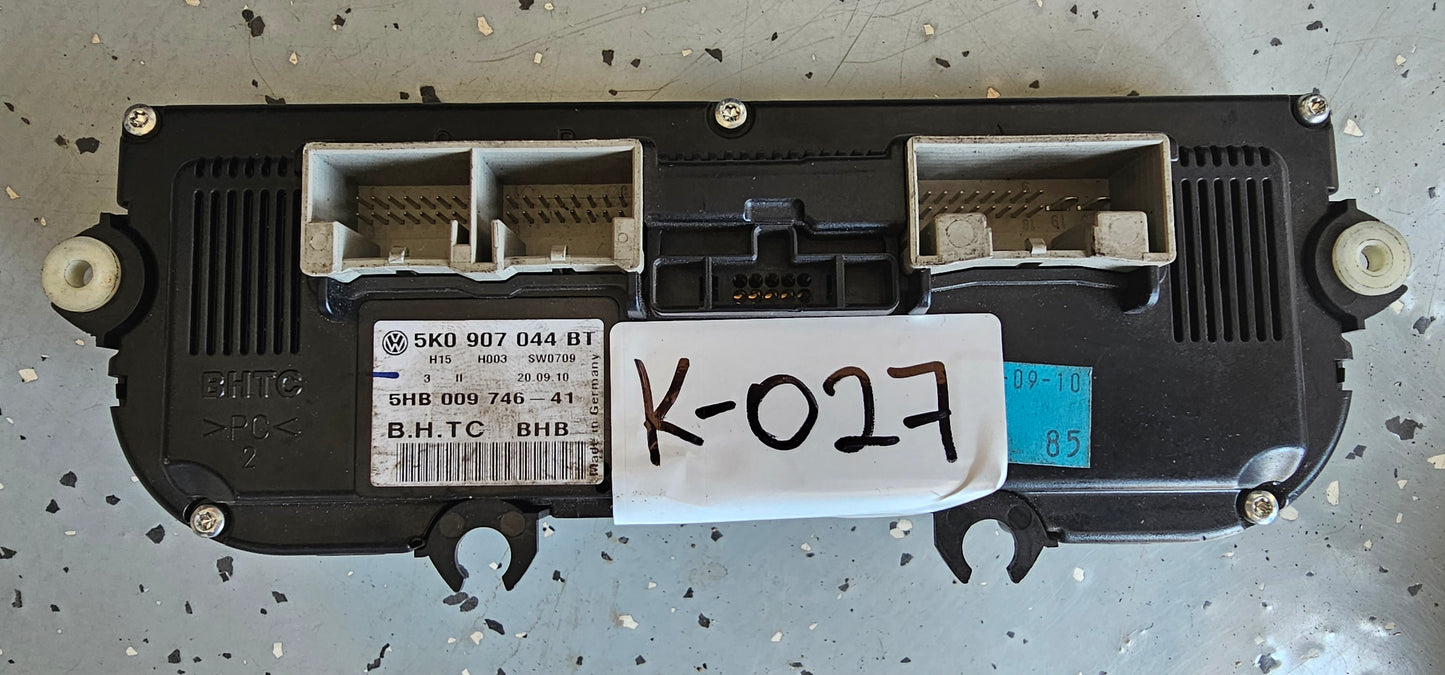 5K0 907 044 BT
H15 H003 SW0709
3 II 20.09.10
5HB 009 746-41
B.H.TC BHB
Made in Germany
BHTC
>PC<
2
K-027
-09-10
85